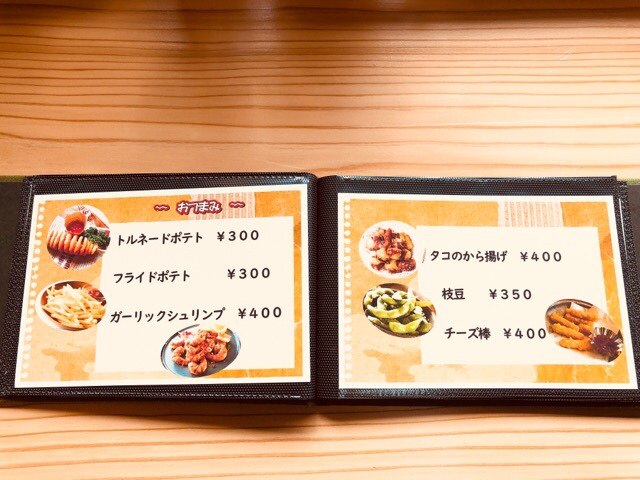 おつまみ
トルネードポテト ¥300
フライドポテト ¥300
ガーリックシュリンプ ¥400
タコのから揚げ ¥400
枝豆 ¥350
チーズ棒 ¥400